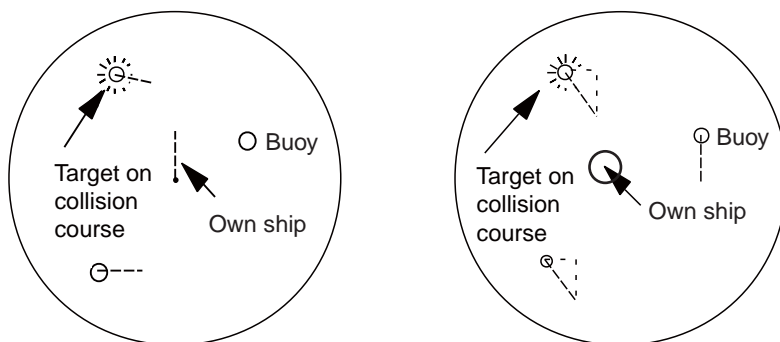 Buoy
Target on
collision
course
Own ship
Buoy
Target on
collision
course
Own ship